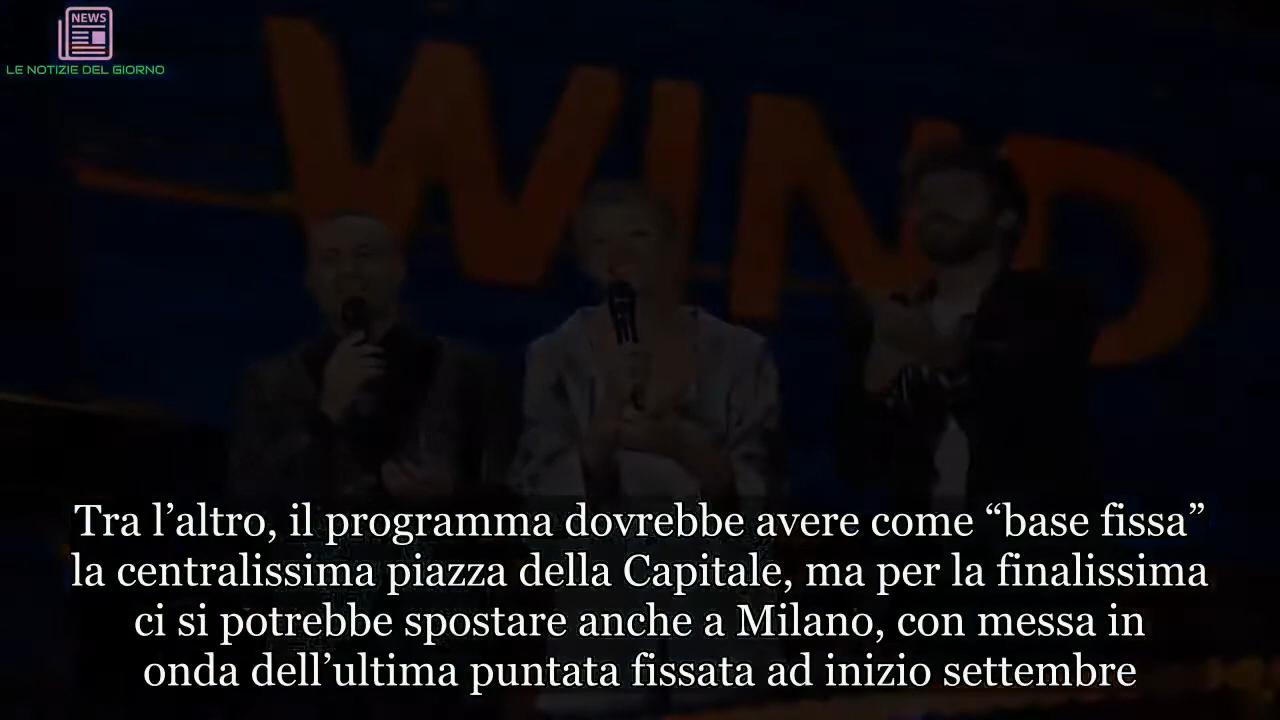 NEWS
LE NOTIZIE DEL GIORNO
WIND
Tra l’altro, il programma dovrebbe avere come “base fissa”
la centralissima piazza della Capitale, ma per la finalissima
ci si potrebbe spostare anche a Milano, con messa in
onda dell’ultima puntata fissata ad inizio settembre